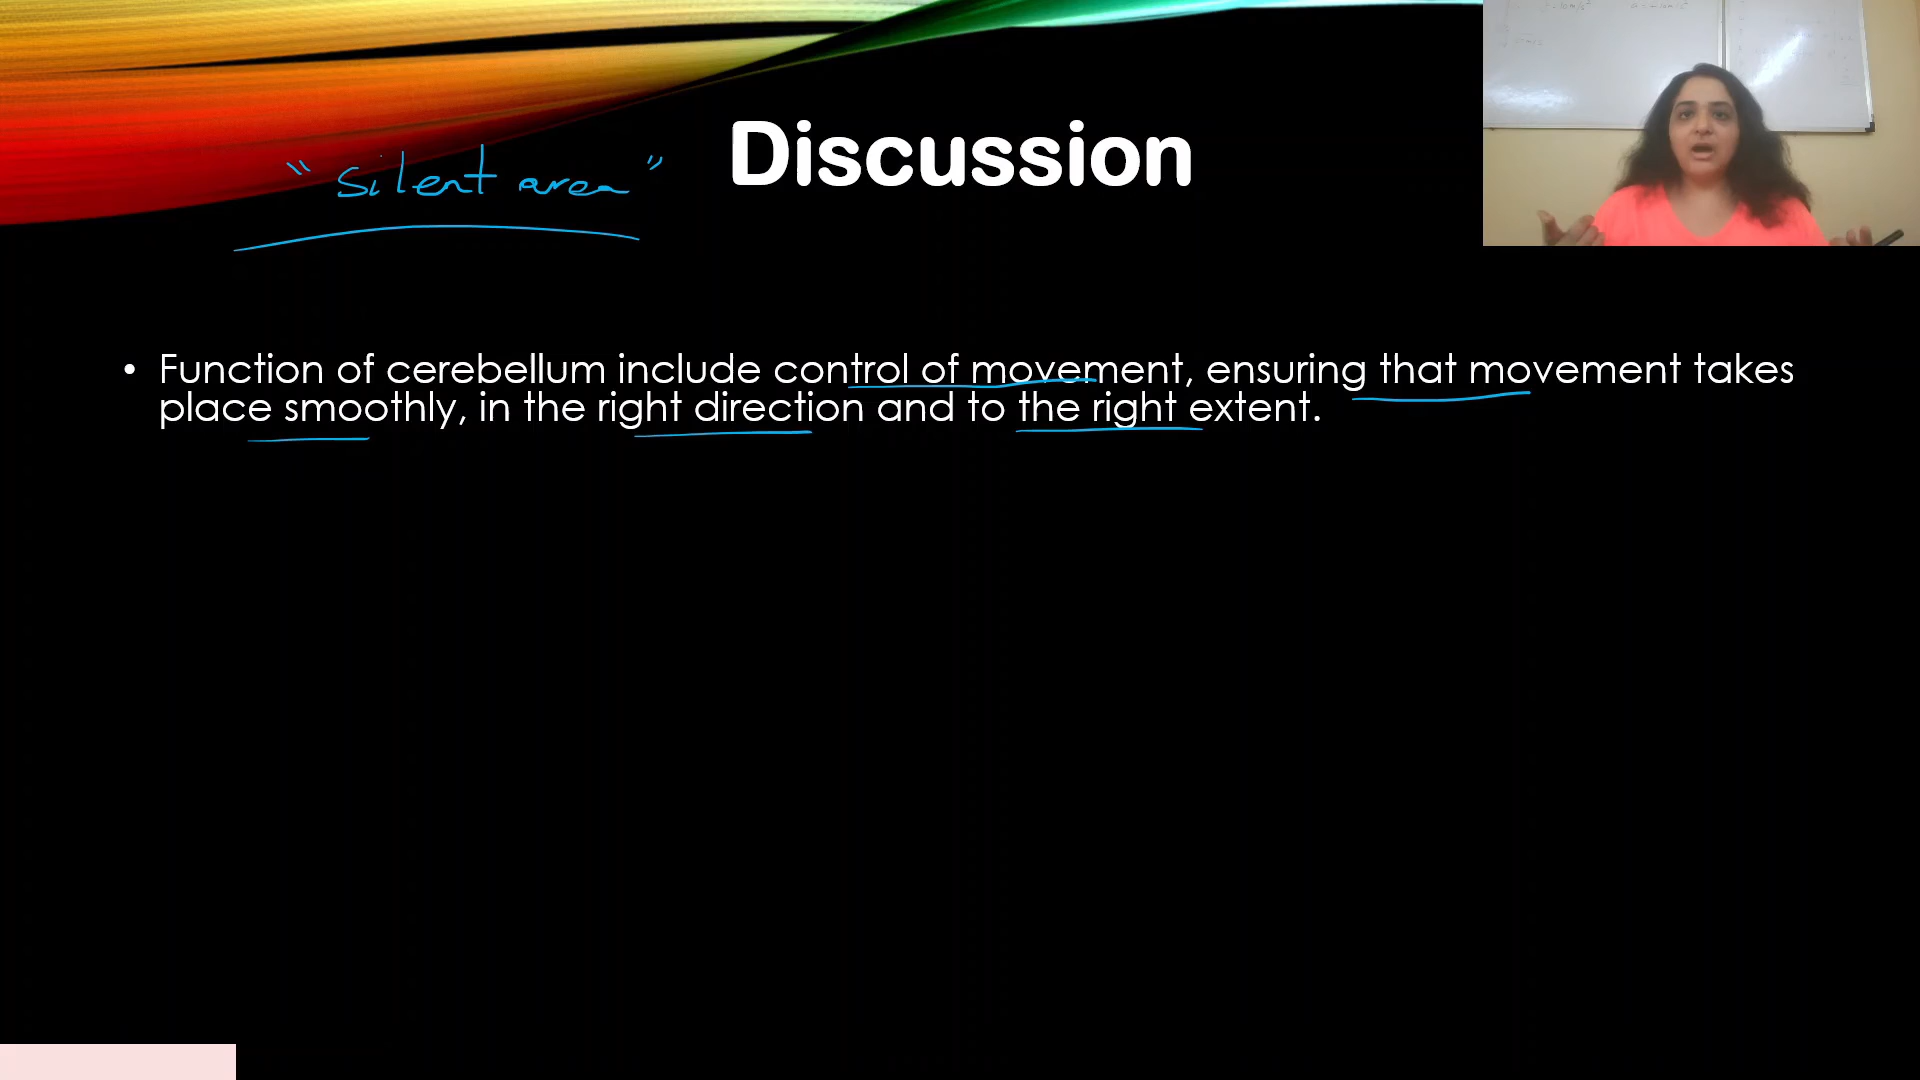 "silent area"
Discussion
• Function of cerebellum include control of movement, ensuring that movement takes
place smoothly, in the right direction and to the right extent.